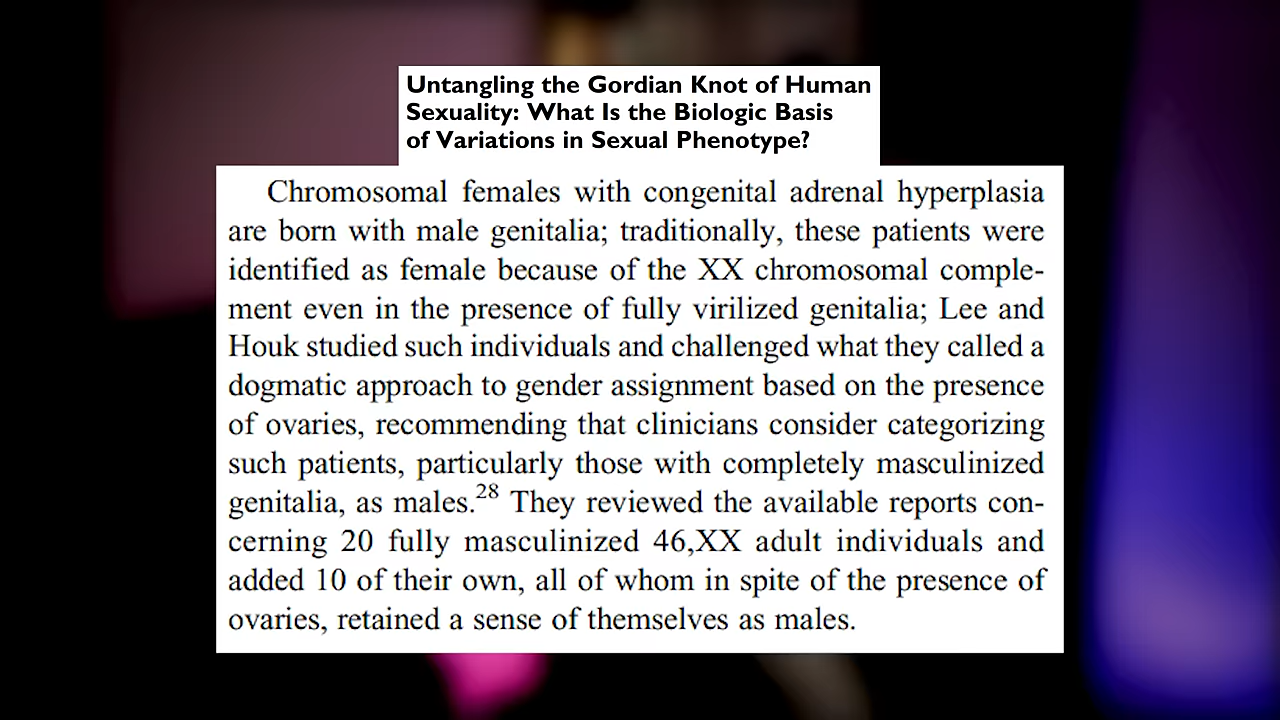 Untangling the Gordian Knot of Human
Sexuality: What Is the Biologic Basis
of Variations in Sexual Phenotype?
Chromosomal females with congenital adrenal hyperplasia
are born with male genitalia; traditionally, these patients were
identified as female because of the XX chromosomal comple-
ment even in the presence of fully virilized genitalia; Lee and
Houk studied such individuals and challenged what they called a
dogmatic approach to gender assignment based on the presence
of ovaries, recommending that clinicians consider categorizing
such patients, particularly those with completely masculinized
genitalia, as males.28 They reviewed the available reports con-
cerning 20 fully masculinized 46,XX adult individuals and
added 10 of their own, all of whom in spite of the presence of
ovaries, retained a sense of themselves as males.